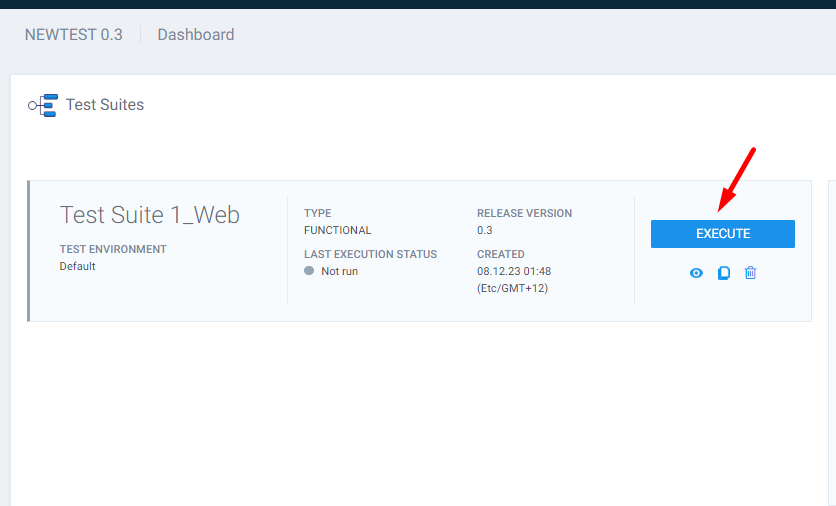 NEWTEST 0.3
Dashboard
Test Suites
Test Suite 1_Web
TEST ENVIRONMENT
Default
TYPE
FUNCTIONAL
LAST EXECUTION STATUS
Not run
RELEASE VERSION
0.3
CREATED
08.12.23 01:48
(Etc/GMT+12)
EXECUTE